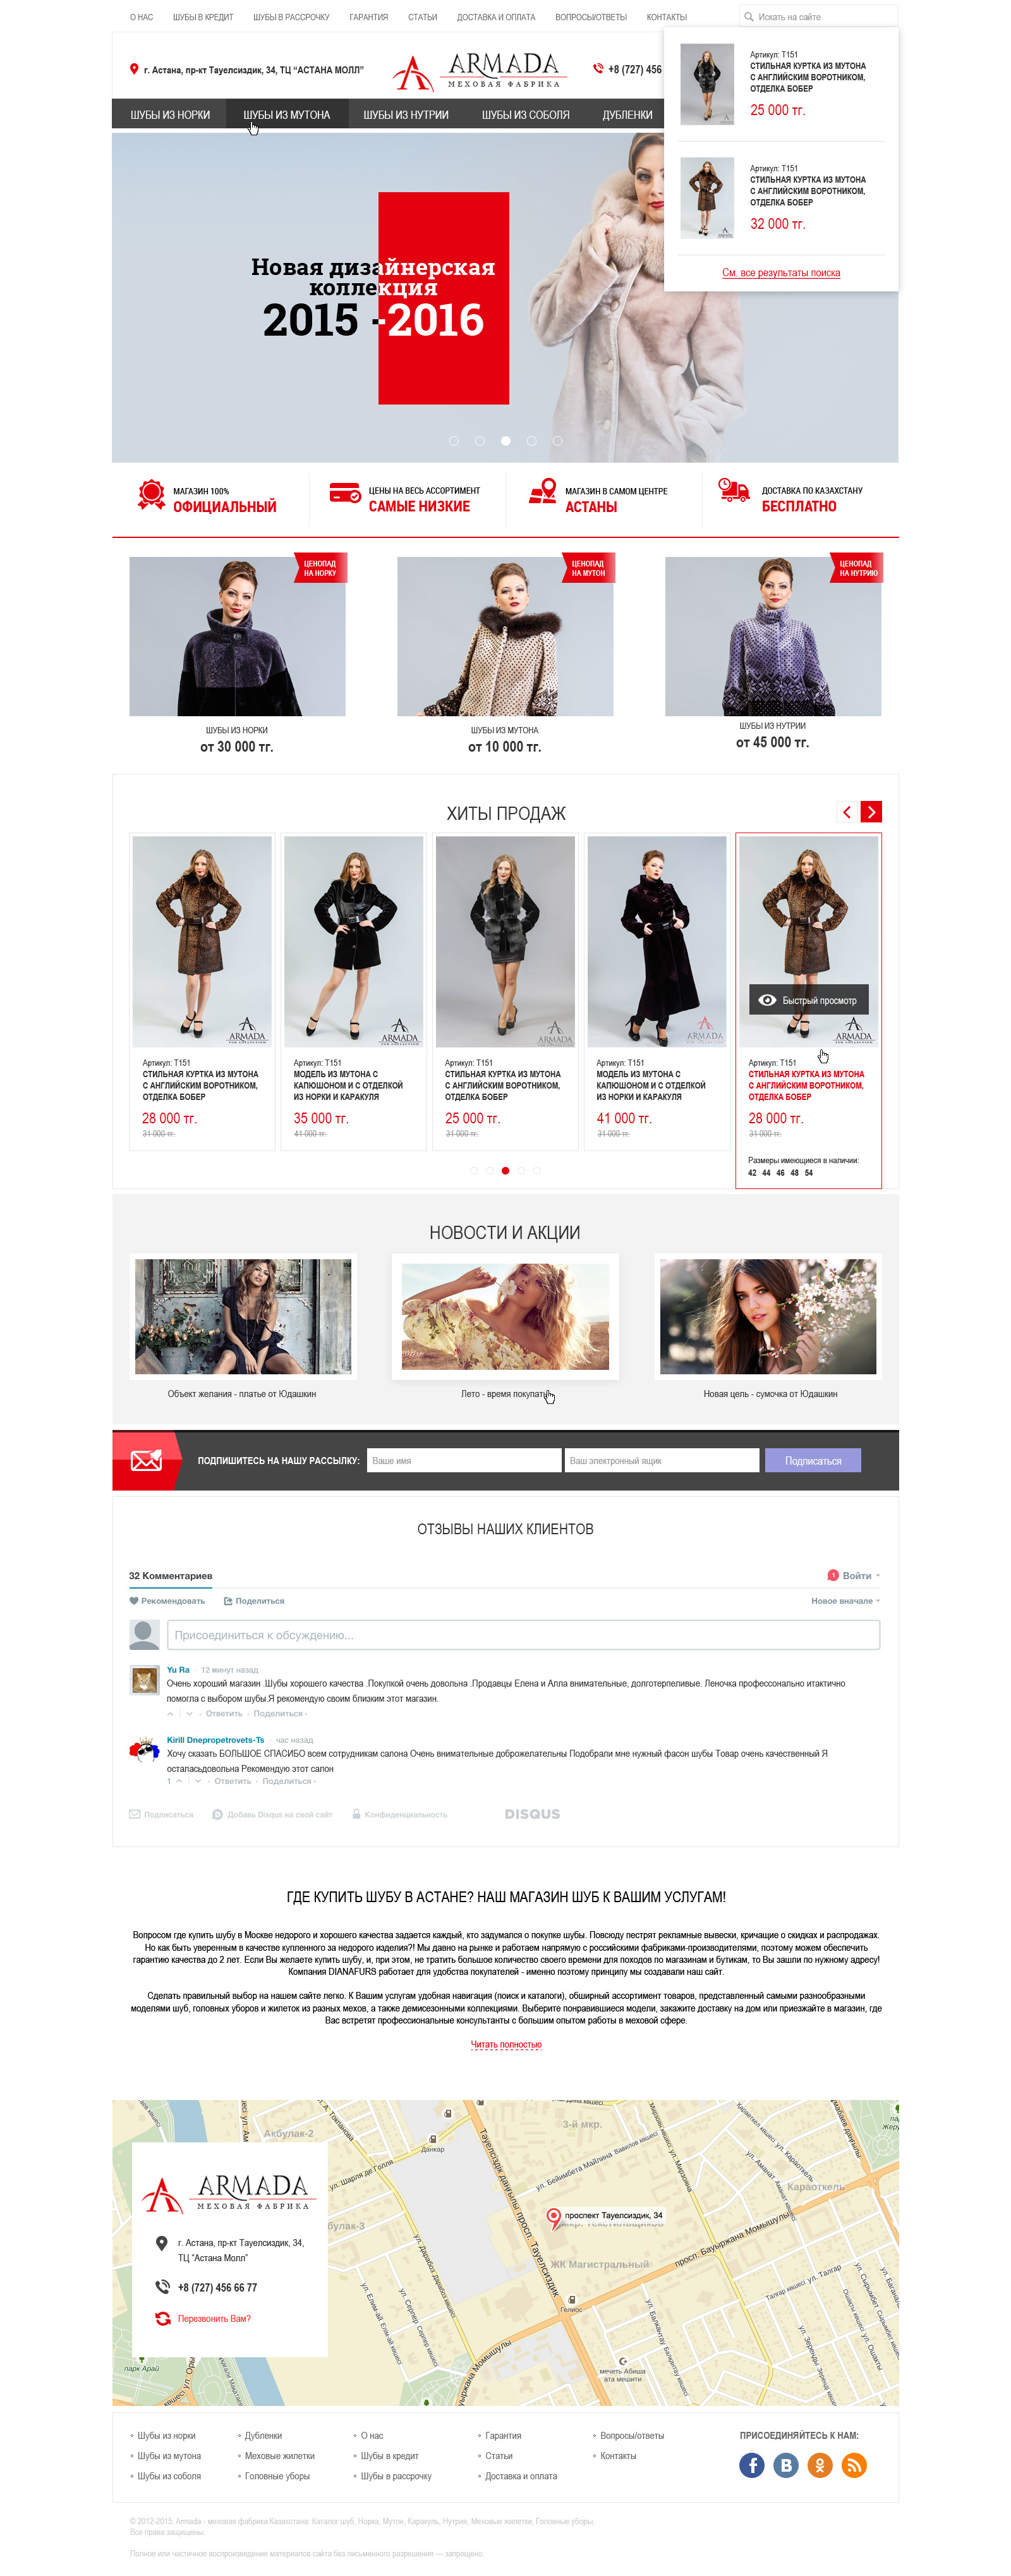 О НАС ШУБЫ В КРЕДИТ ШУБЫ В РАССРОЧКУ ГАРАНТИЯ СТАТЬИ ДОСТАВКА И ОПЛАТА ВОПРОСЫ/ОТВЕТЫ КОНТАКТЫ
Искать на сайте
г. Астана, пр-кт Тауелсиздик, 34, ТЦ “АСТАНА МОЛЛ”
ARMADA
МЕХОВАЯ ФАБРИКА
+8 (727) 456
ШУБЫ ИЗ НОРКИ ШУБЫ ИЗ МУТОНА ШУБЫ ИЗ НУТРИИ ШУБЫ ИЗ СОБОЛЯ ДУБЛЕНКИ
Артикул: Т151
СТИЛЬНАЯ КУРТКА ИЗ МУТОНА
С АНГЛИЙСКИМ ВОРОТНИКОМ,
ОТДЕЛКА БОБЕР
25 000 тг.
Артикул: Т151
СТИЛЬНАЯ КУРТКА ИЗ МУТОНА
С АНГЛИЙСКИМ ВОРОТНИКОМ,
ОТДЕЛКА БОБЕР
32 000 тг.
См. все результаты поиска
Новая дизайнерская
коллекция
2015 -2016
МАГАЗИН 100%
ОФИЦИАЛЬНЫЙ
ЦЕНЫ НА ВЕСЬ АССОРТИМЕНТ
САМЫЕ НИЗКИЕ
МАГАЗИН В САМОМ ЦЕНТРЕ
АСТАНЫ
ДОСТАВКА ПО КАЗАХСТАНУ
БЕСПЛАТНО
ЦЕНОПАД
НА НОРКУ
ЦЕНОПАД
НА МУТОН
ЦЕНОПАД
НА НУТРИЮ
ШУБЫ ИЗ НОРКИ
от 30 000 тг.
ШУБЫ ИЗ МУТОНА
от 10 000 тг.
ШУБЫ ИЗ НУТРИИ
от 45 000 тг.
ХИТЫ ПРОДАЖ
ARMADA
ARMADA
ARMADA
ARMADA
Быстрый просмотр
ARMADA
Артикул: Т151
СТИЛЬНАЯ КУРТКА ИЗ МУТОНА
С АНГЛИЙСКИМ ВОРОТНИКОМ,
ОТДЕЛКА БОБЕР
28 000 тг.
31 000 тг.
Артикул: Т151
МОДЕЛЬ ИЗ МУТОНА С
КАПЮШОНОМ И С ОТДЕЛКОЙ
ИЗ НОРКИ И КАРАКУЛЯ
35 000 тг.
41 000 тг.
Артикул: Т151
СТИЛЬНАЯ КУРТКА ИЗ МУТОНА
С АНГЛИЙСКИМ ВОРОТНИКОМ,
ОТДЕЛКА БОБЕР
25 000 тг.
31 000 тг.
Артикул: Т151
МОДЕЛЬ ИЗ МУТОНА С
КАПЮШОНОМ И С ОТДЕЛКОЙ
ИЗ НОРКИ И КАРАКУЛЯ
41 000 тг.
31 000 тг.
Артикул: Т151
СТИЛЬНАЯ КУРТКА ИЗ МУТОНА
С АНГЛИЙСКИМ ВОРОТНИКОМ,
ОТДЕЛКА БОБЕР
28 000 тг.
31 000 тг.
Размеры имеющиеся в наличии:
42 44 46 48 54
НОВОСТИ И АКЦИИ
Объект желания - платье от Юдашкин
Лето - время покупать
Новая цель - сумочка от Юдашкин
ПОДПИШИТЕСЬ НА НАШУ РАССЫЛКУ:
Ваше имя
Ваш электронный ящик
Подписаться
ОТЗЫВЫ НАШИХ КЛИЕНТОВ
32 Комментариев
1 Войти
Рекомендовать Поделиться
Новое вначале
Присоединиться к обсуждению...
Yu Ra · 12 минут назад
Очень хороший магазин .Шубы хорошего качества .Покупкой очень довольна .Продавцы Елена и Алла внимательные, долготерпеливые. Леночка профессионально итактично
помогла с выбором шубы.Я рекомендую своим близким этот магазин.
· Ответить · Поделиться ›
Kirill Dnepropetrovets-Ts · час назад
Хочу сказать БОЛЬШОЕ СПАСИБО всем сотрудникам салона Очень внимательные доброжелательны Подобрали мне нужный фасон шубы Товар очень качественный Я
осталасьдовольна Рекомендую этот салон
1 · Ответить · Поделиться ›
Подписаться Добавь Disqus на свой сайт Конфиденциальность DISQUS
ГДЕ КУПИТЬ ШУБУ В АСТАНЕ? НАШ МАГАЗИН ШУБ К ВАШИМ УСЛУГАМ!
Вопросом где купить шубу в Москве недорого и хорошего качества задается каждый, кто задумался о покупке шубы. Повсюду пестрят рекламные вывески, кричащие о скидках и распродажах.
Но как быть уверенным в качестве купленного за недорого изделия?! Мы давно на рынке и работаем напрямую с российскими фабриками-производителями, поэтому можем обеспечить
гарантию качества до 2 лет. Если Вы желаете купить шубу, и, при этом, не тратить большое количество своего времени для походов по магазинам и бутикам, то Вы зашли по нужному адресу!
Компания DIANAFURS работает для удобства покупателей - именно поэтому принципу мы создавали наш сайт.
Сделать правильный выбор на нашем сайте легко. К Вашим услугам удобная навигация (поиск и каталоги), обширный ассортимент товаров, представленный самыми разнообразными
моделями шуб, головных уборов и жилеток из разных мехов, а также демисезонными коллекциями. Выберите понравившиеся модели, закажите доставку на дом или приезжайте в магазин, где
Вас встретят профессиональные консультанты с большим опытом работы в меховой сфере.
Читать полностью
Акбулак-2
Данкар
3-й мкр.
Караоткель
ул. Шарля де Голля
ул. Бейимбета Майлина
проспект Тауелсиздик, 34
ЖК Магистральный
просп. Бауыржана Момышулы
Гелиос
мечеть Абиша
ата мешити
парк Арай
ARMADA
МЕХОВАЯ ФАБРИКА
г. Астана, пр-кт Тауелсиздик, 34,
ТЦ “Астана Молл”
+8 (727) 456 66 77
Перезвонить Вам?
Шубы из норки Дубленки О нас Гарантия Вопросы/ответы
Шубы из мутона Меховые жилетки Шубы в кредит Статьи Контакты
Шубы из соболя Головные уборы Шубы в рассрочку Доставка и оплата
ПРИСОЕДИНЯЙТЕСЬ К НАМ:
© 2012-2015. Armada - меховая фабрика Казахстана: Каталог шуб, Норка, Мутон, Каракуль, Нутрия, Меховые жилетки, Головные уборы.
Все права защищены.
Полное или частичное воспроизведение материалов сайта без письменного разрешения — запрещено.